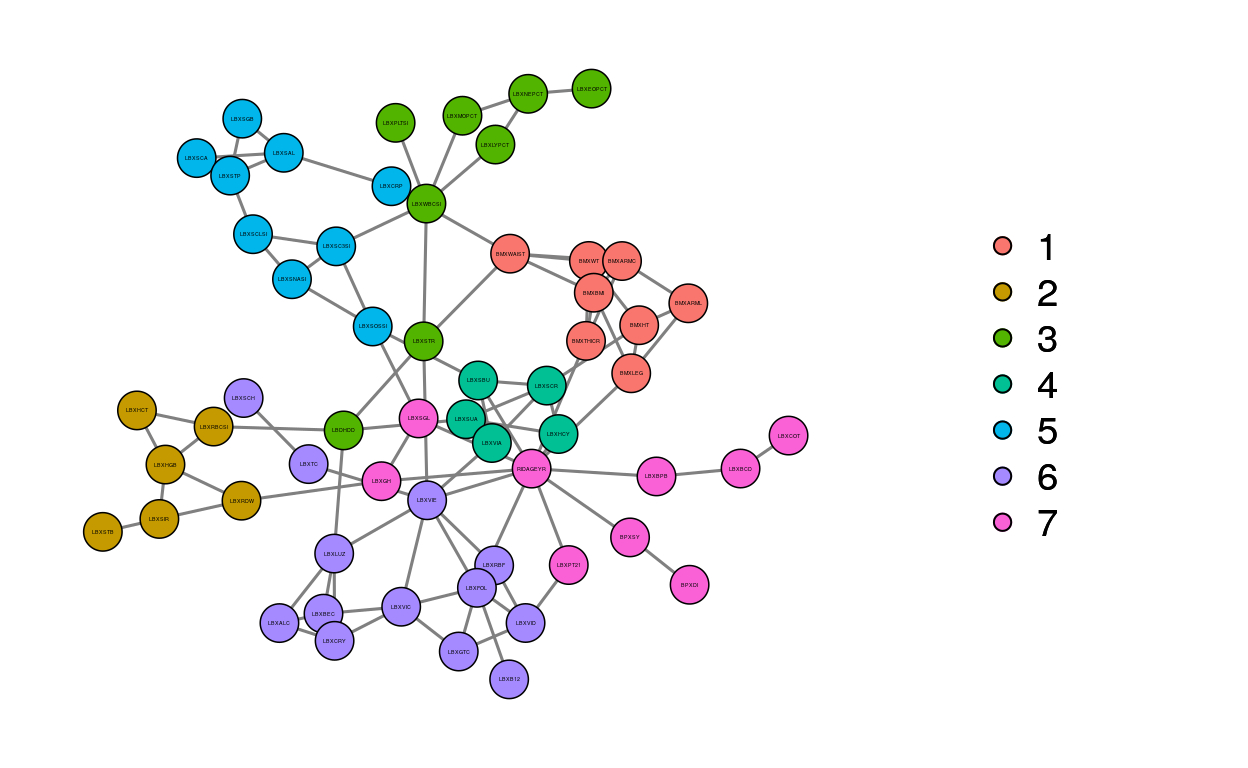 LBXEOPCT
LBXNEPCT
LBXMOPCT
LBXSGB
LBXPLTSI
LBXLYPCT
LBXSAL
LBXSCA
LBXSTP
LBXCRP
LBXWBCSI
LBXSCLSI
LBXSC3SI
BMXWAIST
BMXWT
BMXARMC
1
LBXSNASI
BMXBMI
2
BMXARML
LBXSOSSI
BMXHT
LBXSTR
BMXTHICR
3
BMXLEG
LBXSBU
LBXSCR
4
LBXSCH
LBXHCT
LBXSGL
LBXSUA
LBXRBCSI
LBDHDD
LBXHCY
LBXCOT
5
LBXVIA
LBXHGB
LBXTC
RIDAGEYR
LBXBCD
LBXBPB
6
LBXGH
LBXRDW
LBXVIE
LBXSIR
7
LBXSTB
BPXSY
LBXLUZ
LBXRBF
LBXPT21
BPXDI
LBXFOL
LBXVIC
LBXBEC
LBXALC
LBXVID
LBXCRY
LBXGTC
LBXB12